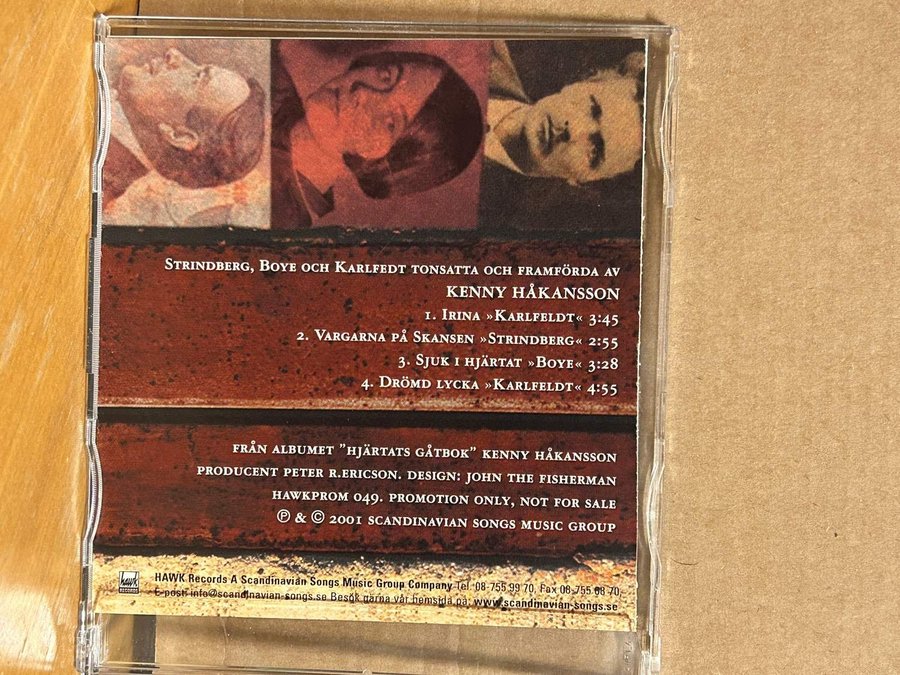 STRINDBERG, BOYE OCH KARLFEDT TONSATTA OCH FRAMFÖRDA AV
KENNY HÅKANSSON
1. IRINA »KARLFELDT« 3:45
2. VARGARNA PÅ SKANSEN »STRINDBERG« 2:55
3. SJUK I HJÄRTAT »BOYE« 3:28
4. DRÖMD LYCKA »KARLFELDT« 4:55
FRÅN ALBUMET "HJÄRTATS GÅTBOK" KENNY HÅKANSSON
PRODUCENT PETER R.ERICSON. DESIGN: JOHN THE FISHERMAN
HAWKPROM 049. PROMOTION ONLY, NOT FOR SALE
℗ & © 2001 SCANDINAVIAN SONGS MUSIC GROUP
hawk
RECORDS
HAWK Records A Scandinavian Songs Music Group Company Tel 08-755 99 70, Fax 08-755 68 70,
E-post: info@scandinavian-songs.se Besök gärna vår hemsida på: www.scandinavian-songs.se